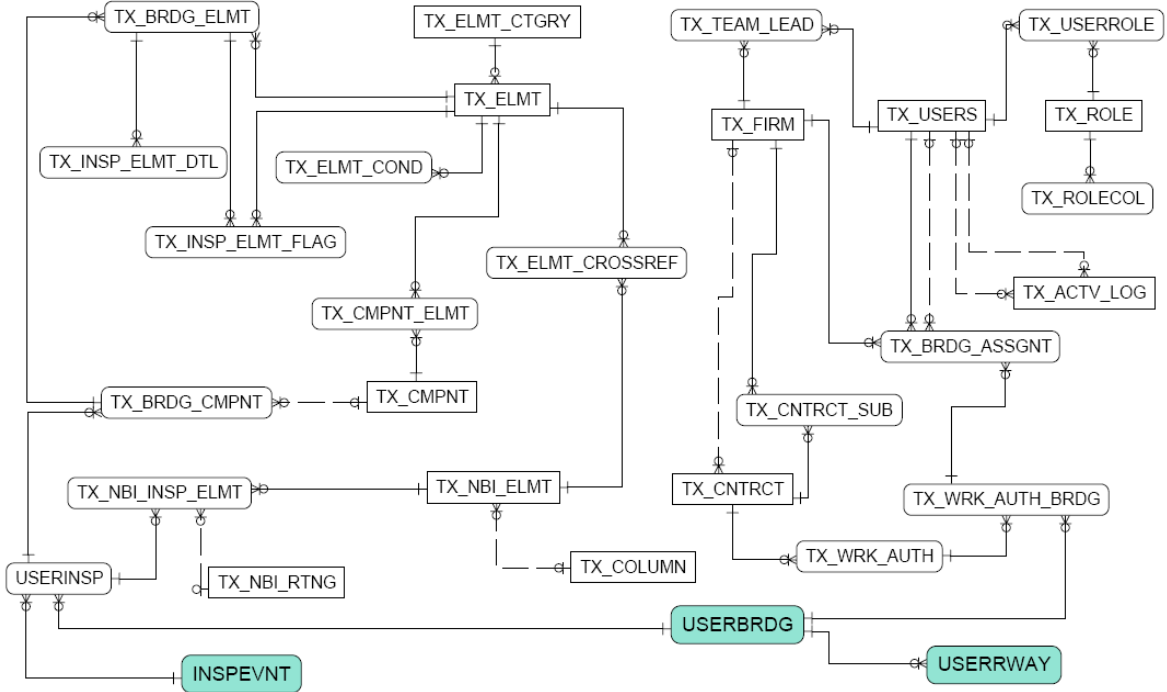 TX_BRDG_ELMT
TX_ELMT_CTGRY
TX_TEAM_LEAD
TX_USERROLE
TX_ELMT
TX_FIRM
TX_USERS
TX_ROLE
TX_INSP_ELMT_DTL
TX_ELMT_COND
TX_ROLECOL
TX_INSP_ELMT_FLAG
TX_ELMT_CROSSREF
TX_ACTV_LOG
TX_CMPNT_ELMT
TX_BRDG_ASSGNT
TX_BRDG_CMPNT
TX_CMPNT
TX_CNTRCT_SUB
TX_NBI_INSP_ELMT
TX_NBI_ELMT
TX_CNTRCT
TX_WRK_AUTH_BRDG
TX_WRK_AUTH
TX_COLUMN
USERINSP
TX_NBI_RTNG
USERBRDG
USERRWAY
INSPEVNT